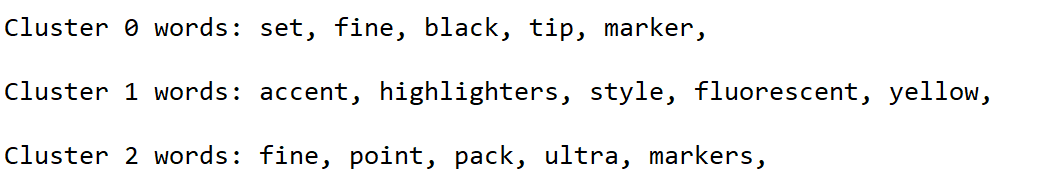 Cluster 0 words: set, fine, black, tip, marker,
Cluster 1 words: accent, highlighters, style, fluorescent, yellow,
Cluster 2 words: fine, point, pack, ultra, markers,